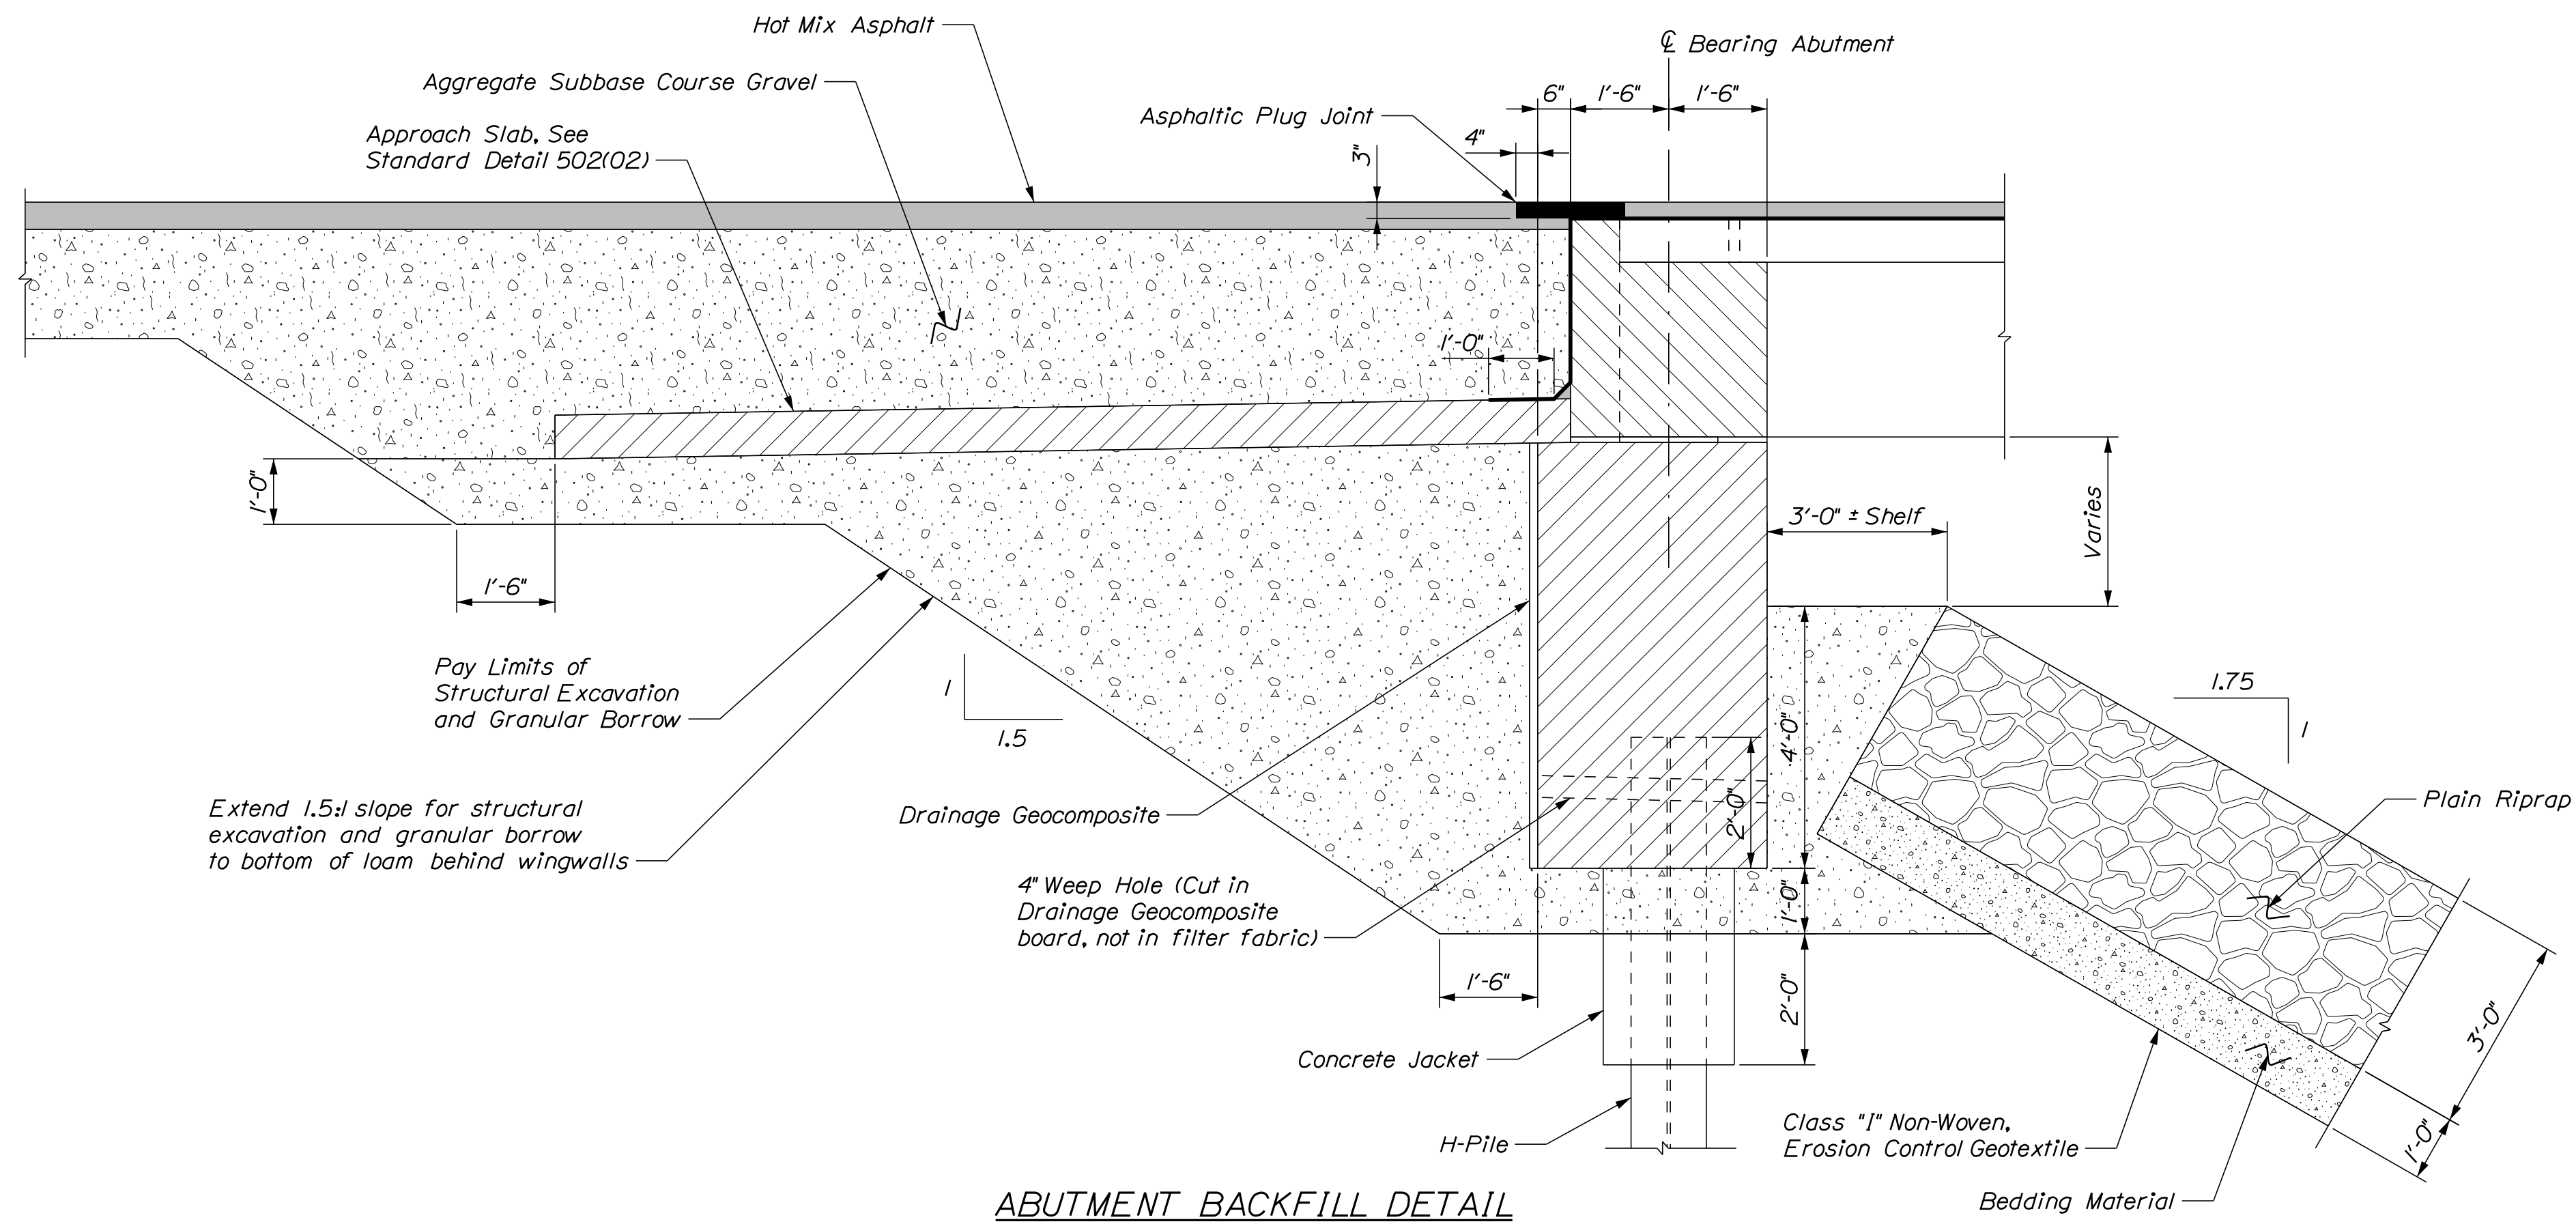 Hot Mix Asphalt
℄ Bearing Abutment
Aggregate Subbase Course Gravel
6" 1'-6" 1'-6"
Asphaltic Plug Joint
4"
3"
Approach Slab, See
Standard Detail 502(02)
1'-0"
1'-0"
1'-6"
3'-0" ± Shelf
Varies
Pay Limits of
Structural Excavation
and Granular Borrow
1
1.5
1.75
1
4'-0"
2'-0"
Plain Riprap
Extend 1.5:1 slope for structural
excavation and granular borrow
to bottom of loam behind wingwalls
Drainage Geocomposite
4" Weep Hole (Cut in
Drainage Geocomposite
board, not in filter fabric)
1'-0"
1'-6"
2'-0"
3'-0"
1'-0"
Concrete Jacket
H-Pile
Class "1" Non-Woven,
Erosion Control Geotextile
Bedding Material
ABUTMENT BACKFILL DETAIL